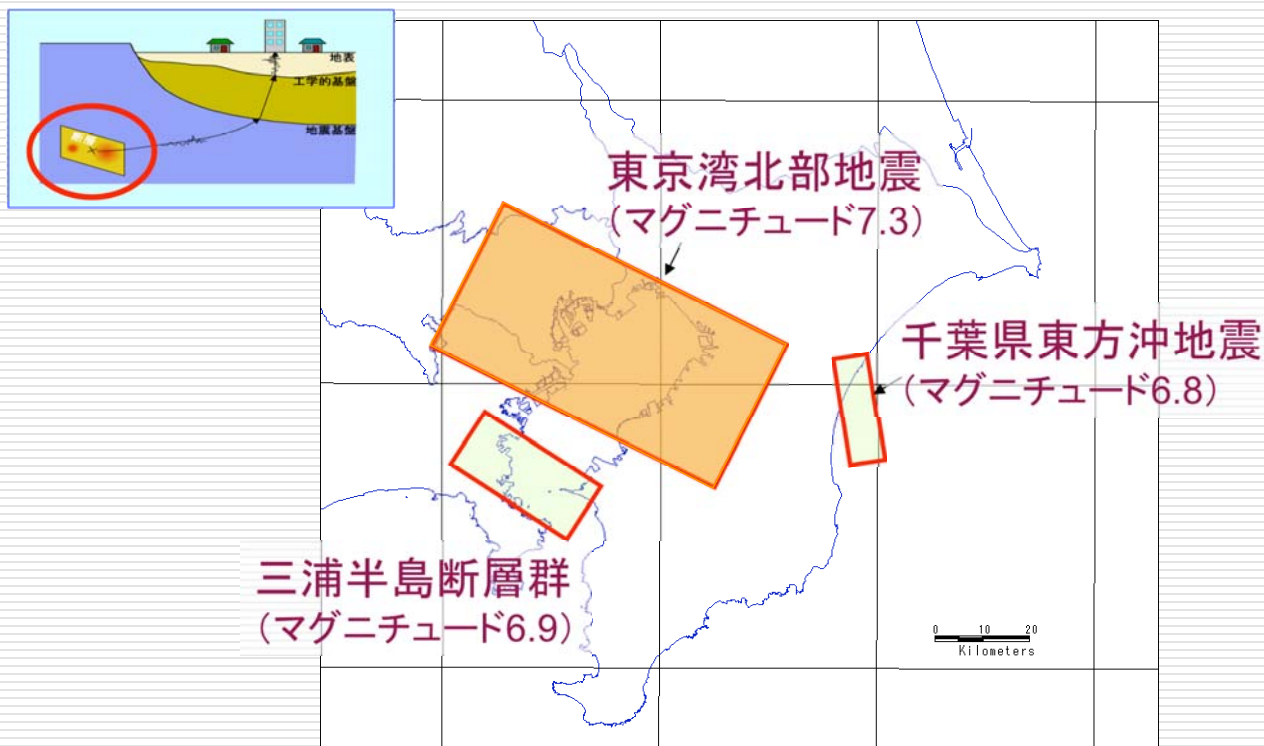 地表
工学的基盤
地震基盤
東京湾北部地震
(マグニチュード7.3)
千葉県東方沖地震
(マグニチュード6.8)
三浦半島断層群
(マグニチュード6.9)
0 10 20
Kilometers